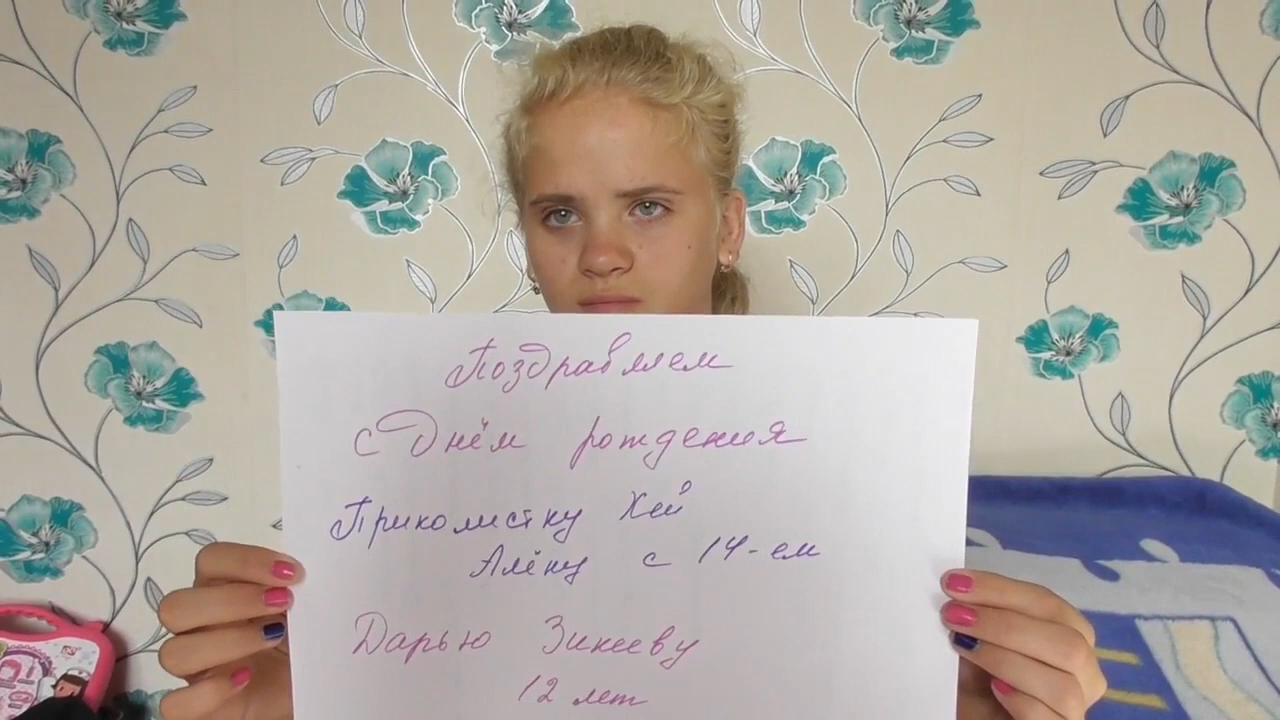 Поздравляем
с Днём рождения
Приколистку Кей
Алёну с 14-ем
Дарью Зикееву
12 лет